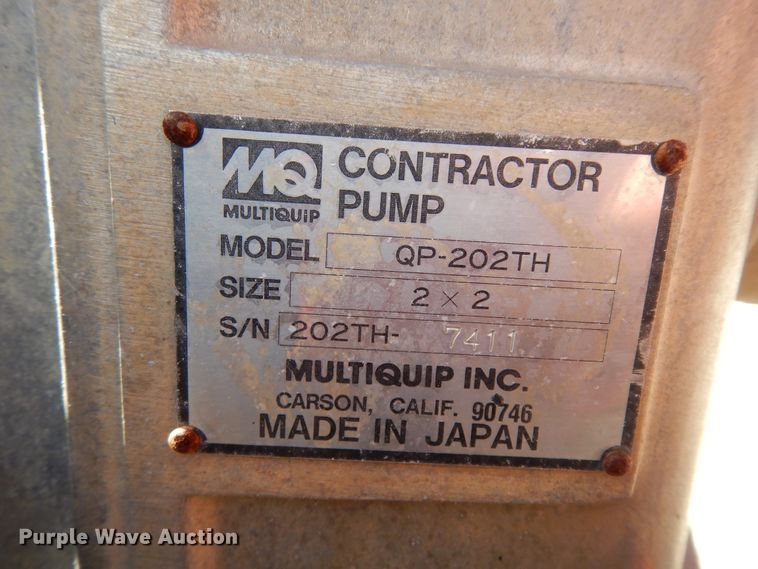 MQ CONTRACTOR
MULTIQUIP PUMP
MODEL QP-202TH
SIZE 2 × 2
S/N 202TH- 7411
MULTIQUIP INC.
CARSON, CALIF. 90746
MADE IN JAPAN
Purple Wave Auction®